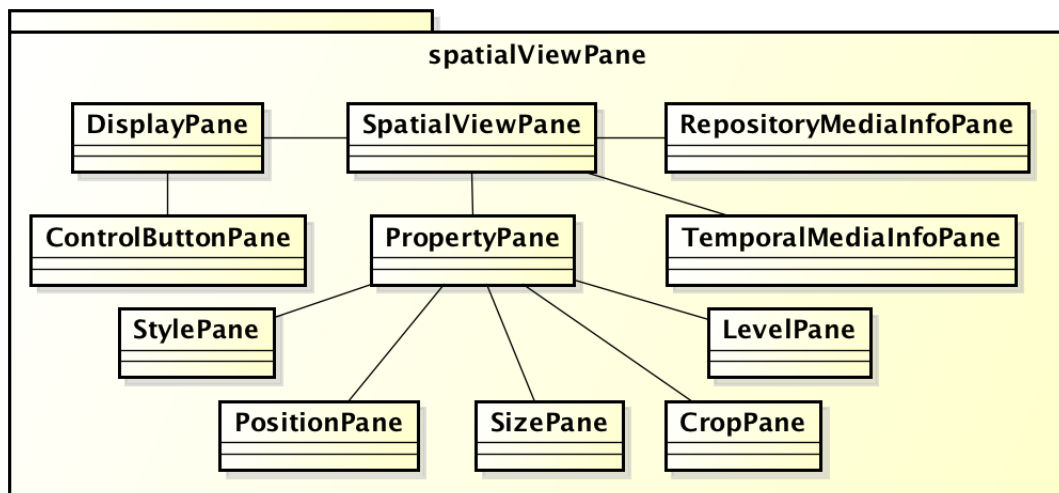 spatialViewPane
DisplayPane
SpatialViewPane
RepositoryMediaInfoPane
ControlButtonPane
PropertyPane
TemporalMediaInfoPane
StylePane
LevelPane
PositionPane
SizePane
CropPane